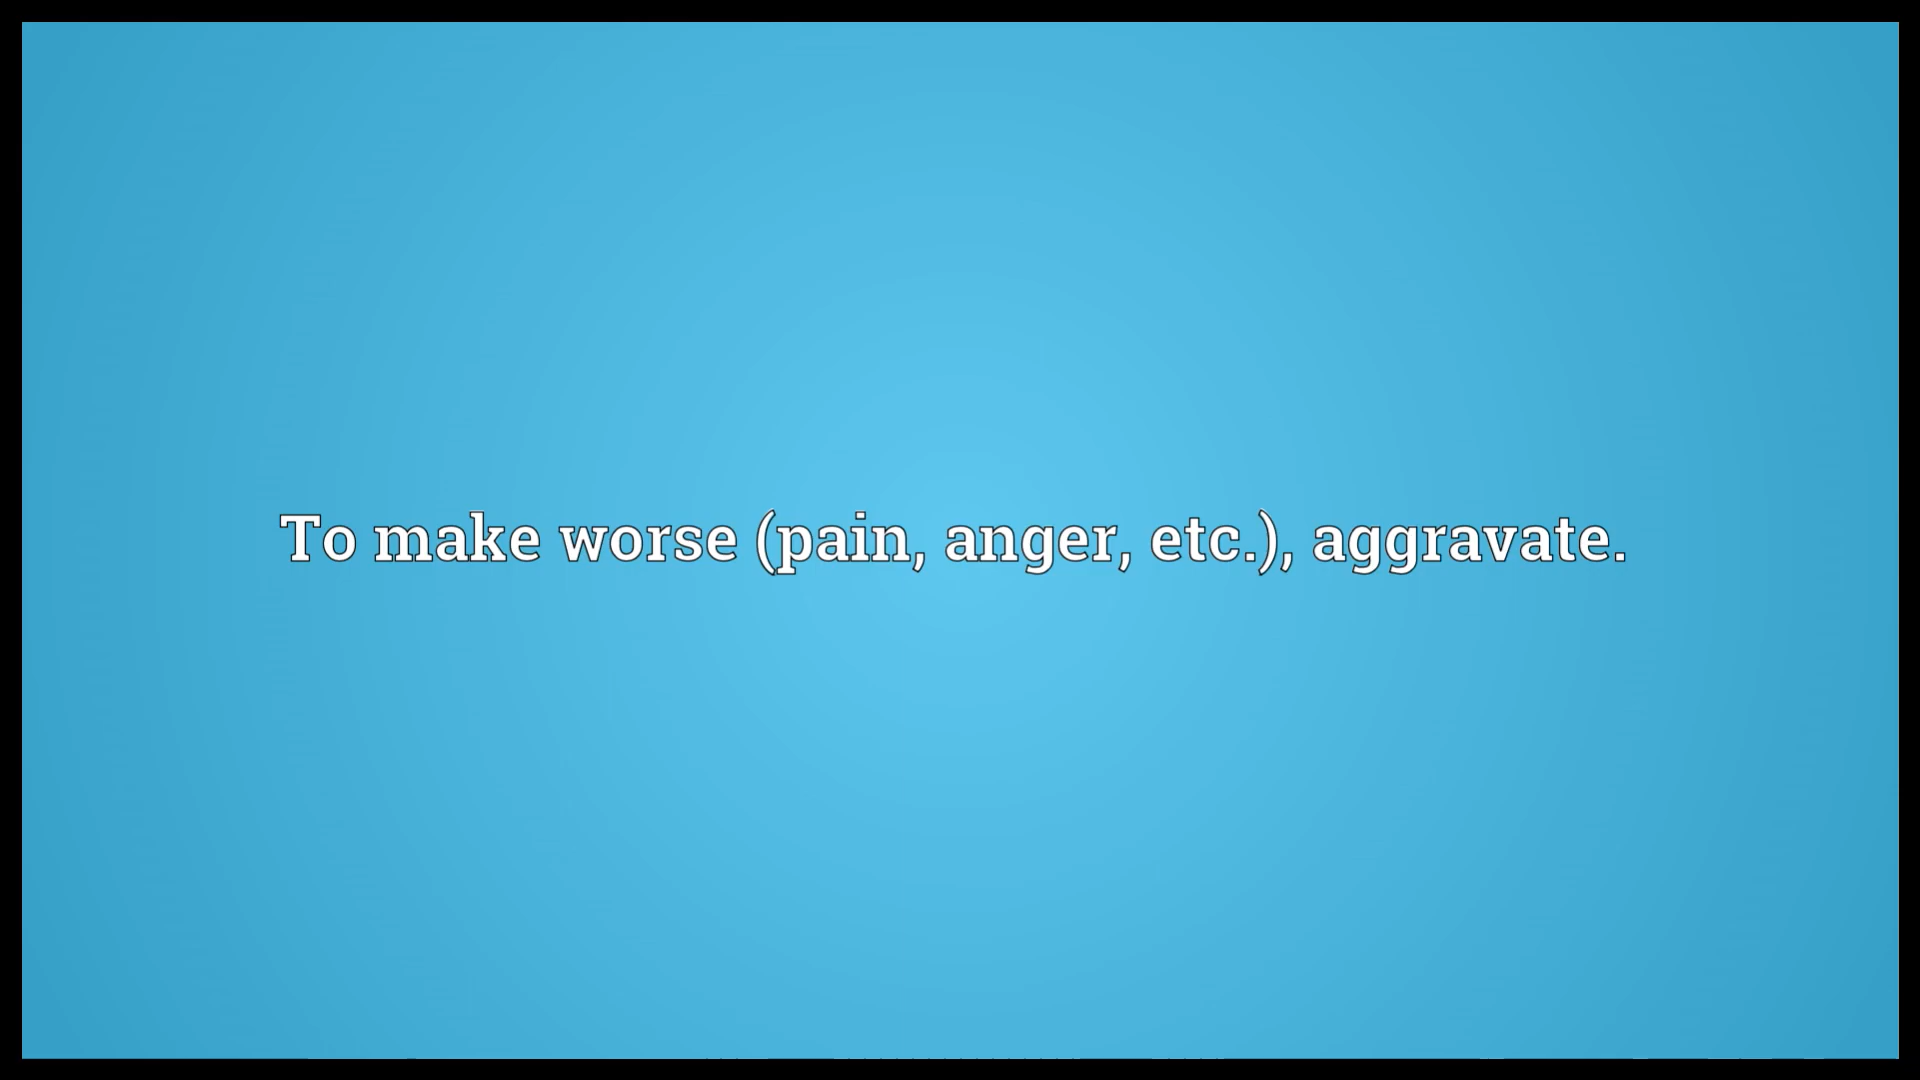 To make worse (pain, anger, etc.), aggravate.